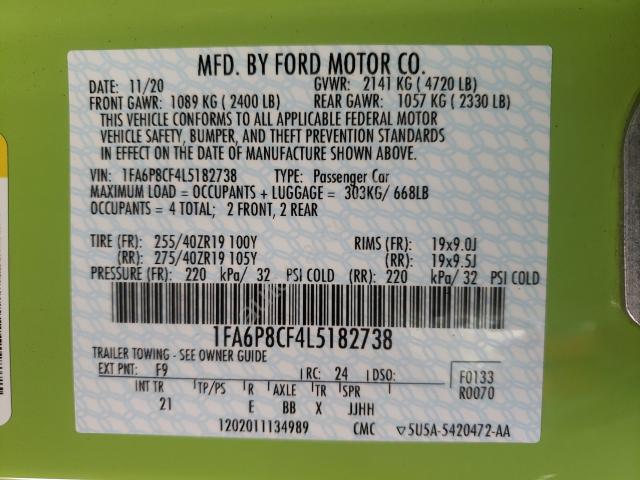 MFD. BY FORD MOTOR CO.
DATE: 11/20 GVWR: 2141 KG ( 4720 LB)
FRONT GAWR: 1089 KG ( 2400 LB) REAR GAWR: 1057 KG ( 2330 LB)
THIS VEHICLE CONFORMS TO ALL APPLICABLE FEDERAL MOTOR
VEHICLE SAFETY, BUMPER, AND THEFT PREVENTION STANDARDS
IN EFFECT ON THE DATE OF MANUFACTURE SHOWN ABOVE.
VIN: 1FA6P8CF4L5182738 TYPE: Passenger Car
MAXIMUM LOAD = OCCUPANTS + LUGGAGE = 303KG/ 668LB
OCCUPANTS = 4 TOTAL; 2 FRONT, 2 REAR
TIRE (FR): 255/40ZR19 100Y RIMS (FR): 19x9.0J
(RR): 275/40ZR19 105Y (RR): 19x9.5J
PRESSURE (FR): 220 kPa/ 32 PSI COLD (RR): 220 kPa/ 32 PSI COLD
1FA6P8CF4L5182738
TRAILER TOWING - SEE OWNER GUIDE
EXT PNT: F9 RC: 24 DSO: F0133
INT TR TP/PS R AXLE TR SPR R0070
21 E BB X JJHH
1202011134989 CMC ▽5U5A-5420472-AA